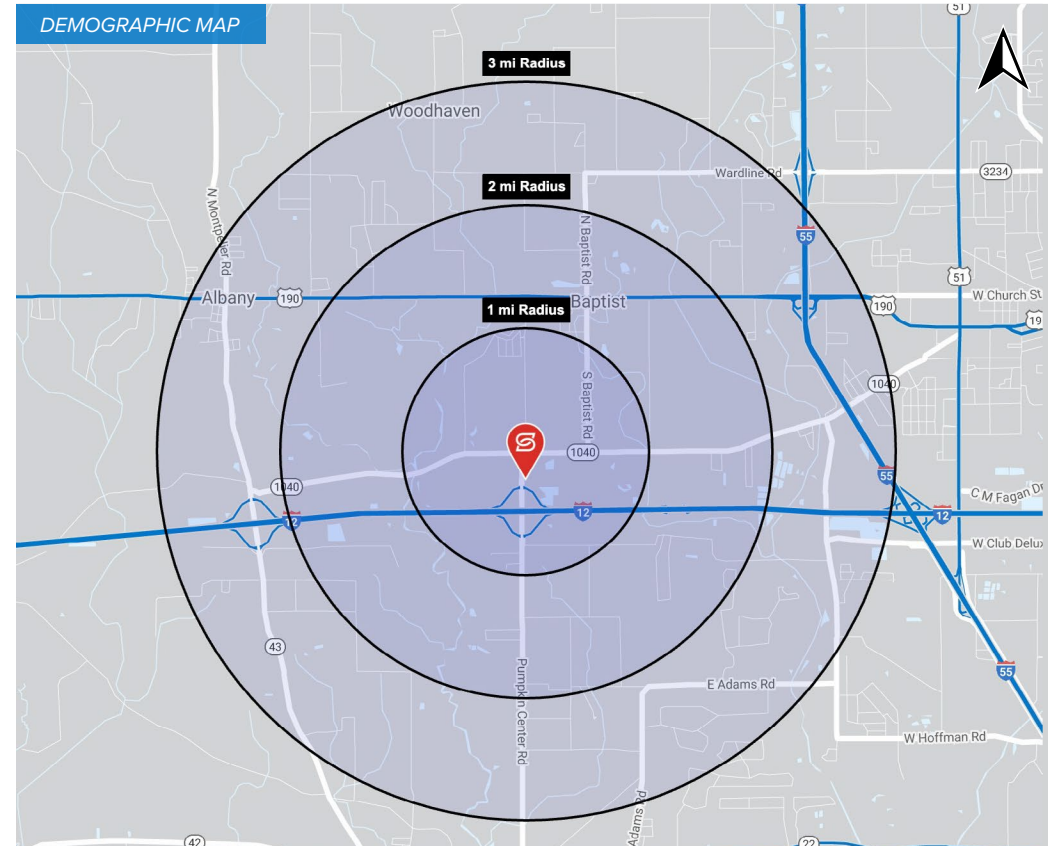 DEMOGRAPHIC MAP
51
3 mi Radius
Woodhaven
Wardline Rd
3234
2 mi Radius
N Montpelier Rd
N Baptist Rd
55
51
Albany
190
Baptist
W Church St
190
19
1 mi Radius
S Baptist Rd
1040
1040
55
1040
C M Fagan Dr
12
12
12
W Club Delux
43
Pumpkin Center Rd
E Adams Rd
55
W Hoffman Rd
Adams Rd
42
22